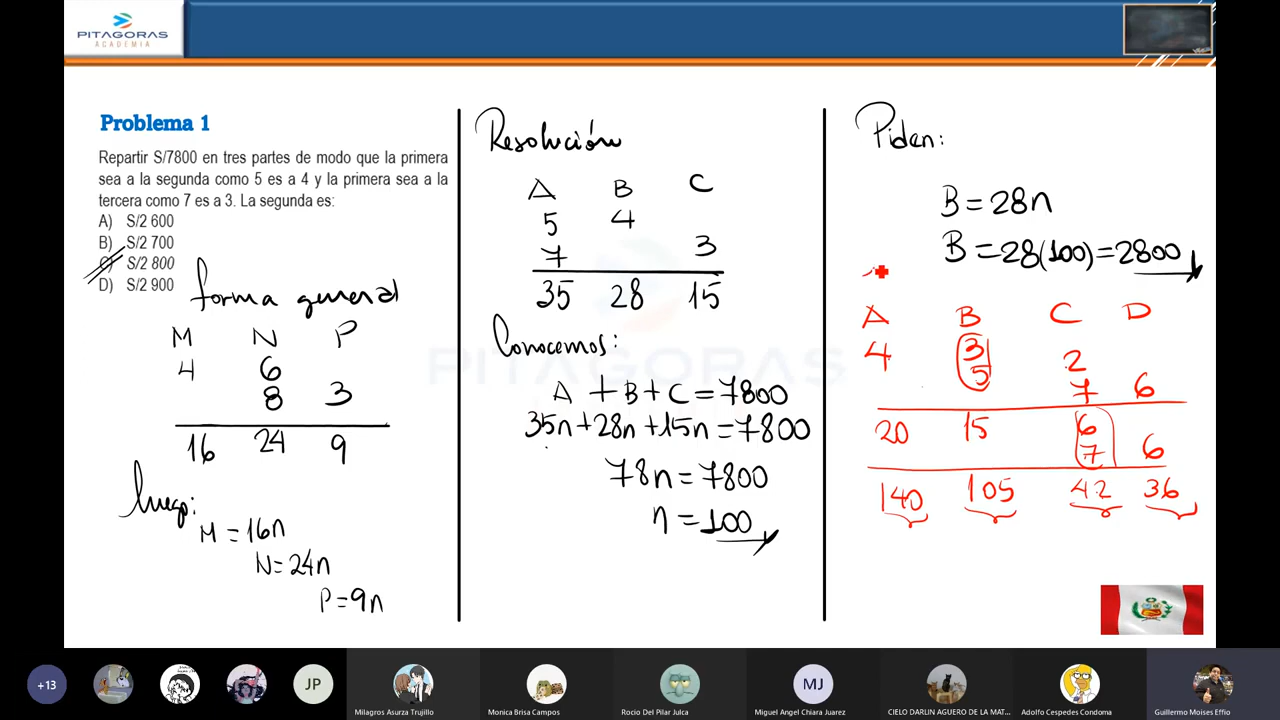 PITAGORAS
ACADEMIA
Problema 1
Repartir S/7800 en tres partes de modo que la primera
sea a la segunda como 5 es a 4 y la primera sea a la
tercera como 7 es a 3. La segunda es:
A) S/2 600
B) S/2 700
C) S/2 800
D) S/2 900
forma general
M N P
4 6
8 3
16 24 9
luego:
M = 16n
N = 24n
P = 9n
Resolución
A B C
5 4
7 3
35 28 15
Conocemos:
A + B + C = 7800
35n + 28n + 15n = 7800
78n = 7800
n = 100
PITAGORAS
Piden:
B = 28n
B = 28(100) = 2800
A B C D
4 3 2
5 7 6
20 15 6
7 6
140 105 42 36
+13
JP
Milagros Asurza Trujillo
Monica Brisa Campos
Rocio Del Pilar Julca
MJ
Miguel Angel Chiara Juarez
CIELO DARLIN AGUERO DE LA MAT...
Adolfo Cespedes Condoma
Guillermo Moises Effio